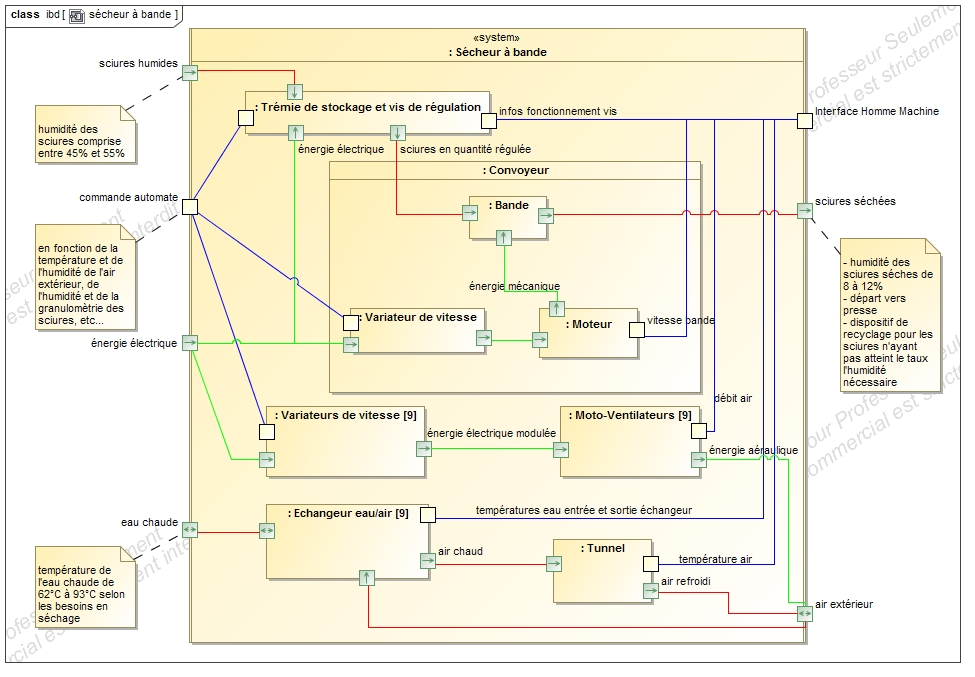 class ibd [ sécheur à bande ]
«system»
: Sécheur à bande
sciures humides
: Trémie de stockage et vis de régulation
infos fonctionnement vis
Interface Homme Machine
humidité des
sciures comprise
entre 45% et 55%
énergie électrique
sciures en quantité régulée
: Convoyeur
commande automate
: Bande
sciures séchées
en fonction de la
température et de
l'humidité de l'air
extérieur, de
l'humidité et de la
granulomètrie des
sciures, etc...
- humidité des
sciures séches de
8 à 12%
- départ vers
presse
- dispositif de
recyclage pour les
sciures n'ayant
pas atteint le taux
l'humidité
nécessaire
énergie mécanique
: Variateur de vitesse
: Moteur
vitesse bande
énergie électrique
débit air
: Variateurs de vitesse [9]
: Moto-Ventilateurs [9]
énergie électrique modulée
énergie aéraulique
eau chaude
: Echangeur eau/air [9]
températures eau entrée et sortie échangeur
air chaud
: Tunnel
température air
air refroidi
température de
l'eau chaude de
62°C à 93°C selon
les besoins en
séchage
air extérieur